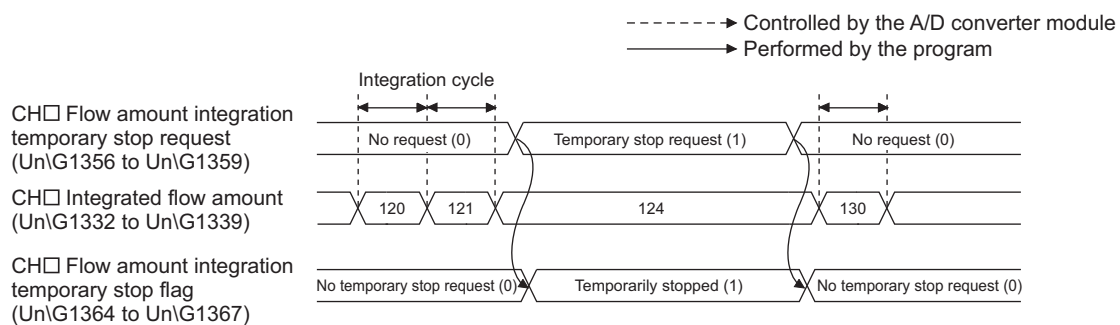 Controlled by the A/D converter module
Performed by the program
Integration cycle
CH□ Flow amount integration
temporary stop request
(Un\G1356 to Un\G1359)
No request (0)
Temporary stop request (1)
No request (0)
CH□ Integrated flow amount
(Un\G1332 to Un\G1339)
120
121
124
130
CH□ Flow amount integration
temporary stop flag
(Un\G1364 to Un\G1367)
No temporary stop request (0)
Temporarily stopped (1)
No temporary stop request (0)